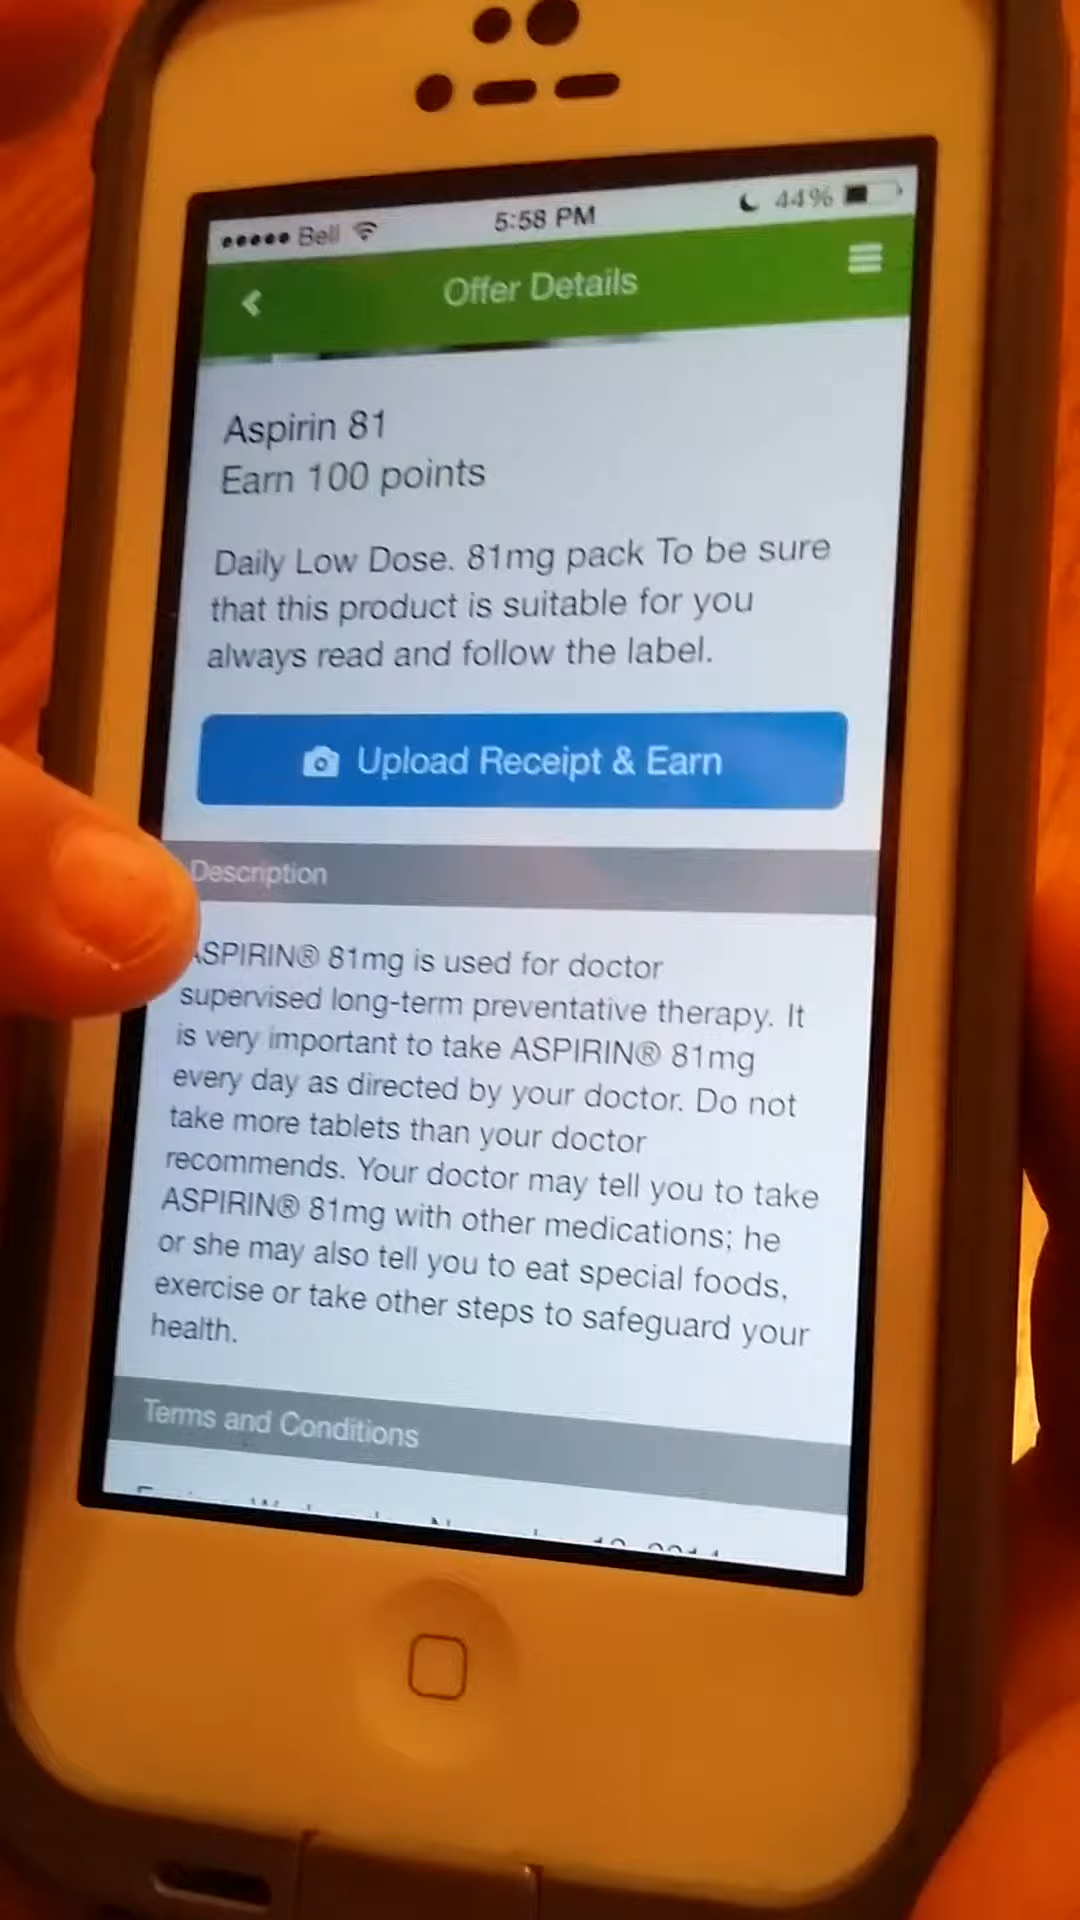 Bell 5:58 PM 44%
Offer Details
Aspirin 81
Earn 100 points
Daily Low Dose. 81mg pack To be sure
that this product is suitable for you
always read and follow the label.
Upload Receipt & Earn
Description
ASPIRIN® 81mg is used for doctor
supervised long-term preventative therapy. It
is very important to take ASPIRIN® 81mg
every day as directed by your doctor. Do not
take more tablets than your doctor
recommends. Your doctor may tell you to take
ASPIRIN® 81mg with other medications; he
or she may also tell you to eat special foods,
exercise or take other steps to safeguard your
health.
Terms and Conditions